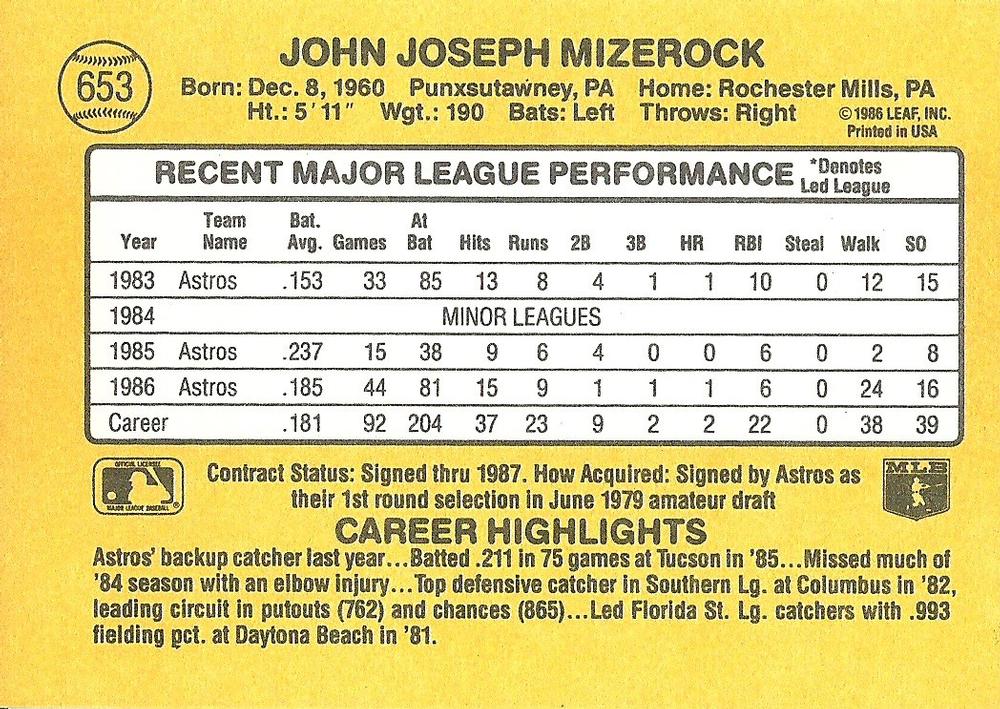 653
JOHN JOSEPH MIZEROCK
Born: Dec. 8, 1960 Punxsutawney, PA Home: Rochester Mills, PA
Ht.: 5' 11" Wgt.: 190 Bats: Left Throws: Right ©1986 LEAF, INC.
Printed in USA
RECENT MAJOR LEAGUE PERFORMANCE *Denotes
Led League
Year Team Name Bat. Avg. Games At Bat Hits Runs 2B 3B HR RBI Steal Walk SO
1983 Astros .153 33 85 13 8 4 1 1 10 0 12 15
1984 MINOR LEAGUES
1985 Astros .237 15 38 9 6 4 0 0 6 0 2 8
1986 Astros .185 44 81 15 9 1 1 1 6 0 24 16
Career .181 92 204 37 23 9 2 2 22 0 38 39
OFFICIAL LICENSEE
MAJOR LEAGUE BASEBALL®
Contract Status: Signed thru 1987. How Acquired: Signed by Astros as
their 1st round selection in June 1979 amateur draft
MLB
CAREER HIGHLIGHTS
Astros' backup catcher last year...Batted .211 in 75 games at Tucson in '85...Missed much of
'84 season with an elbow injury...Top defensive catcher in Southern Lg. at Columbus in '82,
leading circuit in putouts (762) and chances (865)...Led Florida St. Lg. catchers with .993
fielding pct. at Daytona Beach in '81.